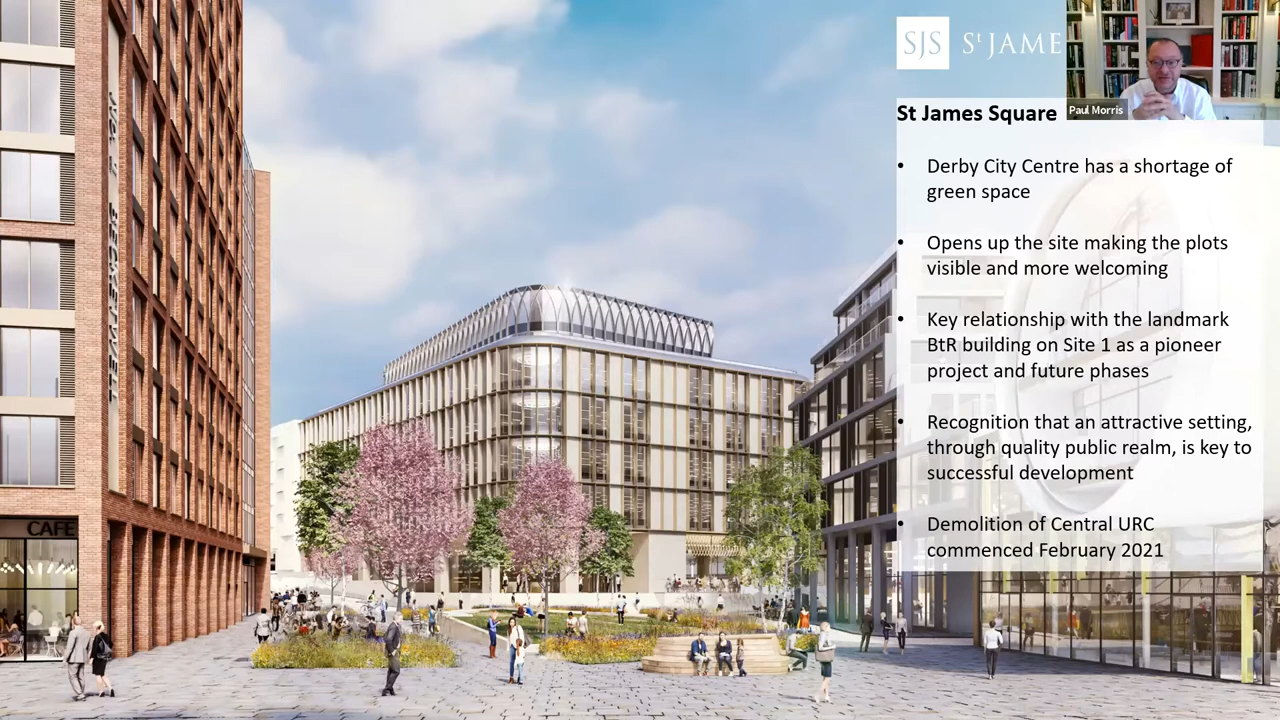 SJS St JAME
Paul Morris
St James Square
• Derby City Centre has a shortage of
green space
• Opens up the site making the plots
visible and more welcoming
• Key relationship with the landmark
BtR building on Site 1 as a pioneer
project and future phases
• Recognition that an attractive setting,
through quality public realm, is key to
successful development
• Demolition of Central URC
commenced February 2021
CAFE